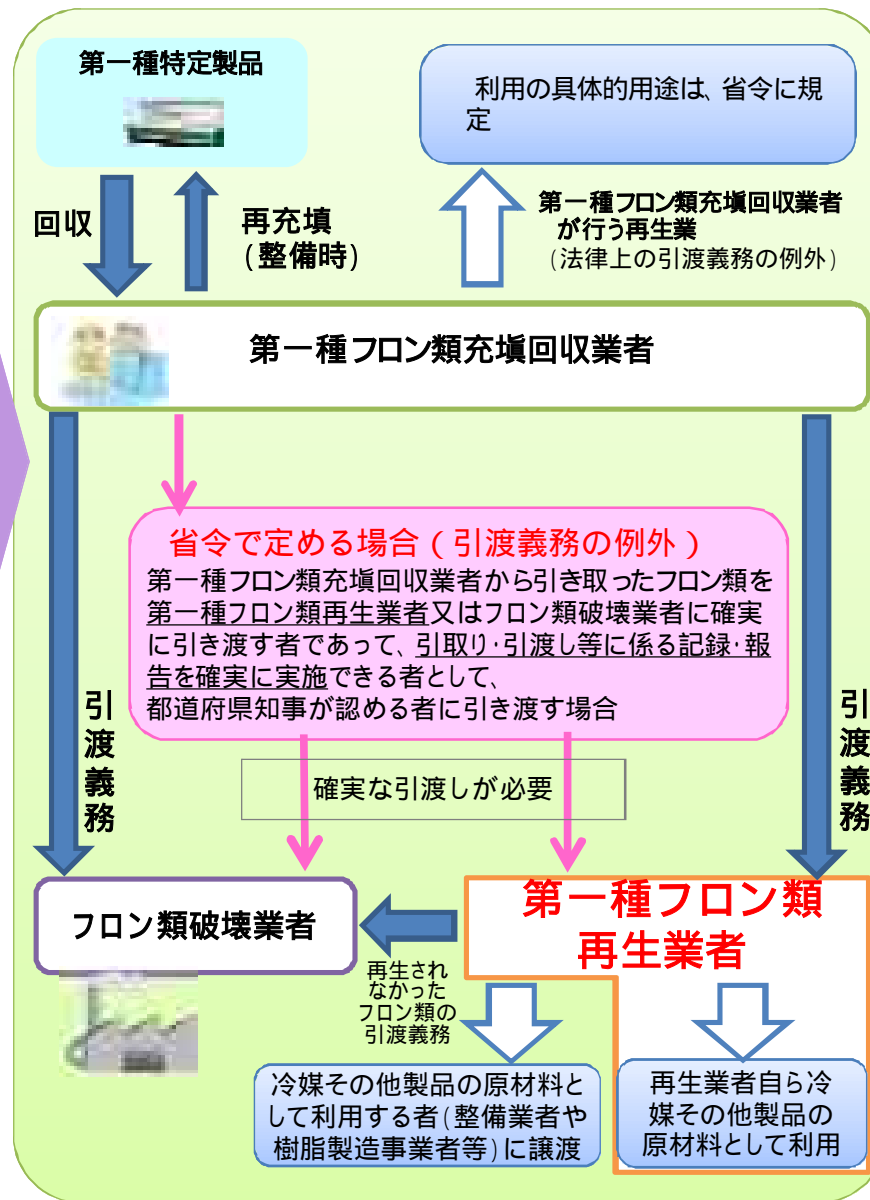 第一種特定製品
利用の具体的用途は、省令に規
定
回収
再充填
(整備時)
第一種フロン類充塡回収業者
が行う再生業
(法律上の引渡義務の例外)
第一種フロン類充塡回収業者
省令で定める場合(引渡義務の例外)
第一種フロン類充塡回収業者から引き取ったフロン類を
第一種フロン類再生業者又はフロン類破壊業者に確実
に引き渡す者であって、引取り・引渡し等に係る記録・報
告を確実に実施できる者として、
都道府県知事が認める者に引き渡す場合
引渡義務
引渡義務
確実な引渡しが必要
フロン類破壊業者
第一種フロン類
再生業者
再生され
なかった
フロン類の
引渡義務
冷媒その他製品の原材料と
して利用する者(整備業者や
樹脂製造事業者等)に譲渡
再生業者自ら冷
媒その他製品の
原材料として利用